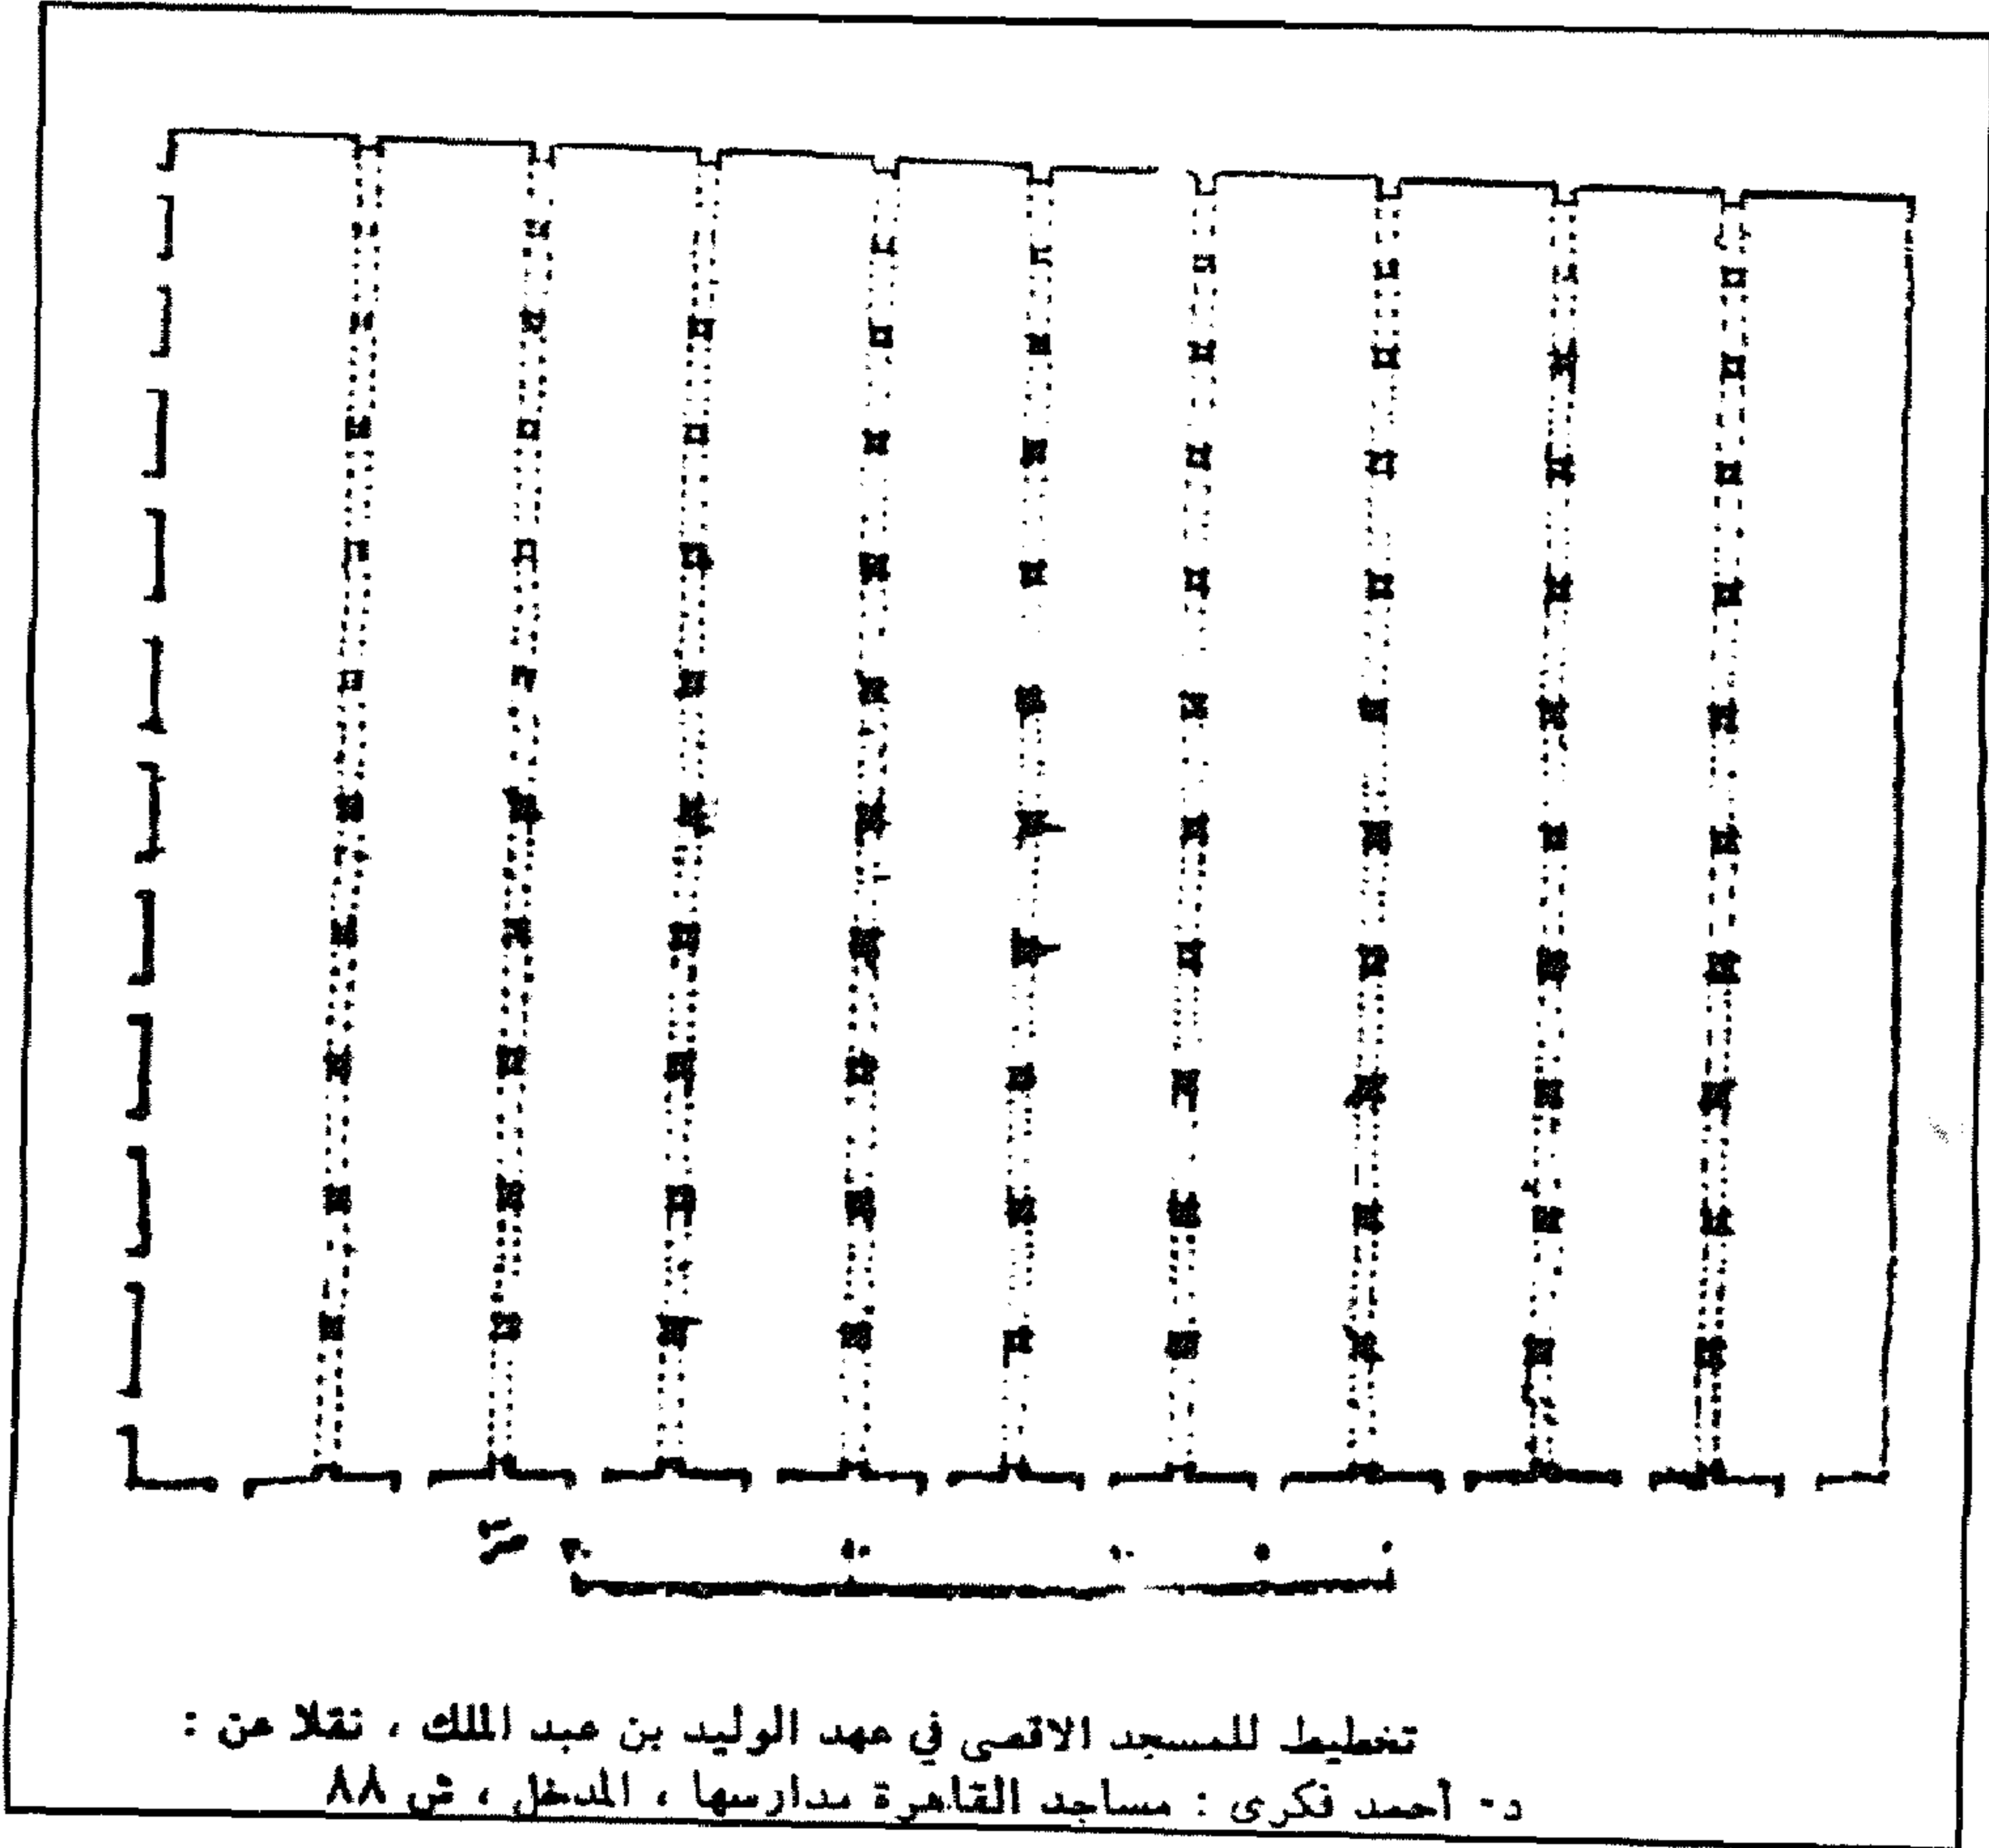 تخطيط للمسجد الاقصى في عهد الوليد بن عبد الملك ، نقلا عن :
د- أحمد فكرى : مساجد القاهرة مدارسها ، المدخل ، ص ٨٨